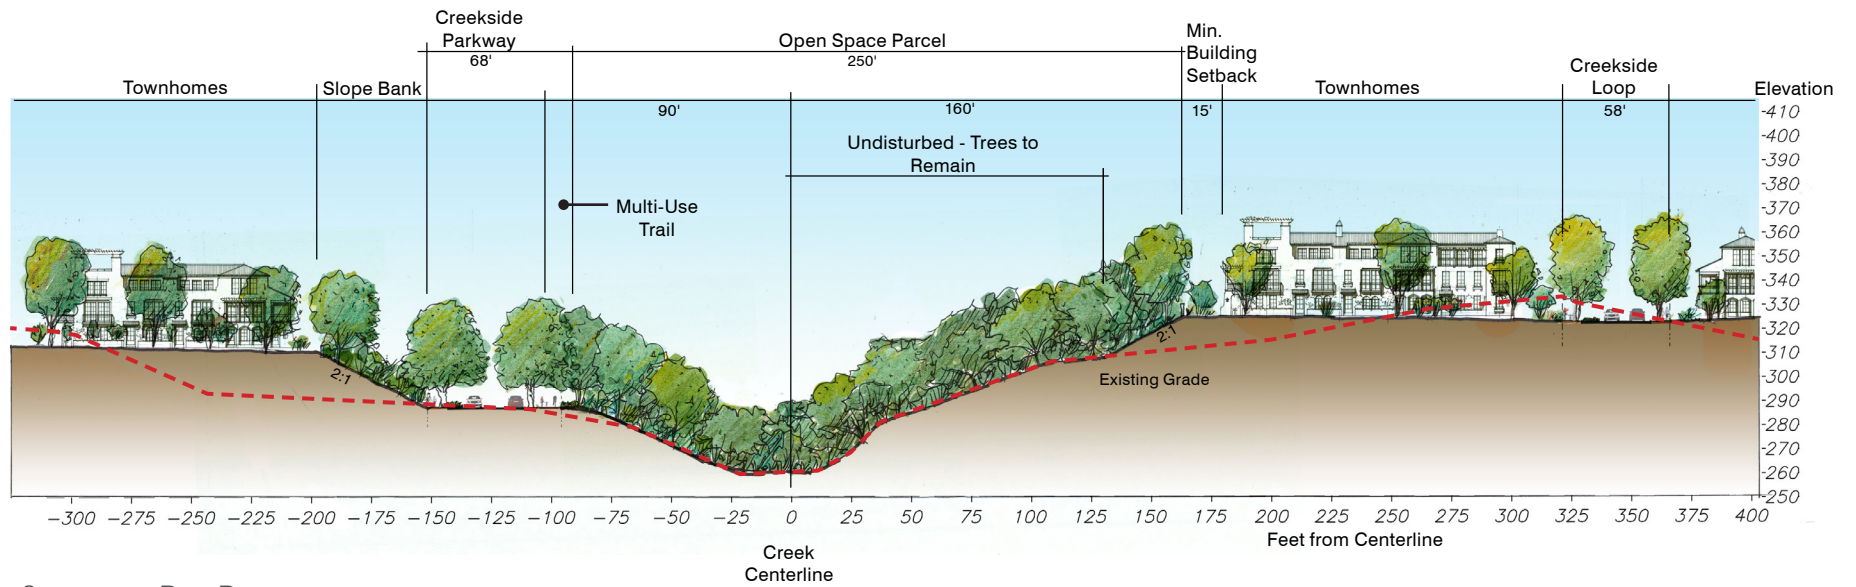 Creekside
Parkway
68'
Open Space Parcel
250'
Min.
Building
Setback
Creekside
Loop
58'
Townhomes
Slope Bank
90'
160'
15'
Townhomes
Elevation
Undisturbed - Trees to
Remain
Multi-Use
Trail
-410
-400
-390
-380
-370
-360
-350
-340
-330
-320
-310
-300
-290
-280
-270
-260
-250
2:1
2:1
Existing Grade
-300 -275 -250 -225 -200 -175 -150 -125 -100 -75 -50 -25 0 25 50 75 100 125 150 175 200 225 250 275 300 325 350 375 400
Feet from Centerline
Creek
Centerline